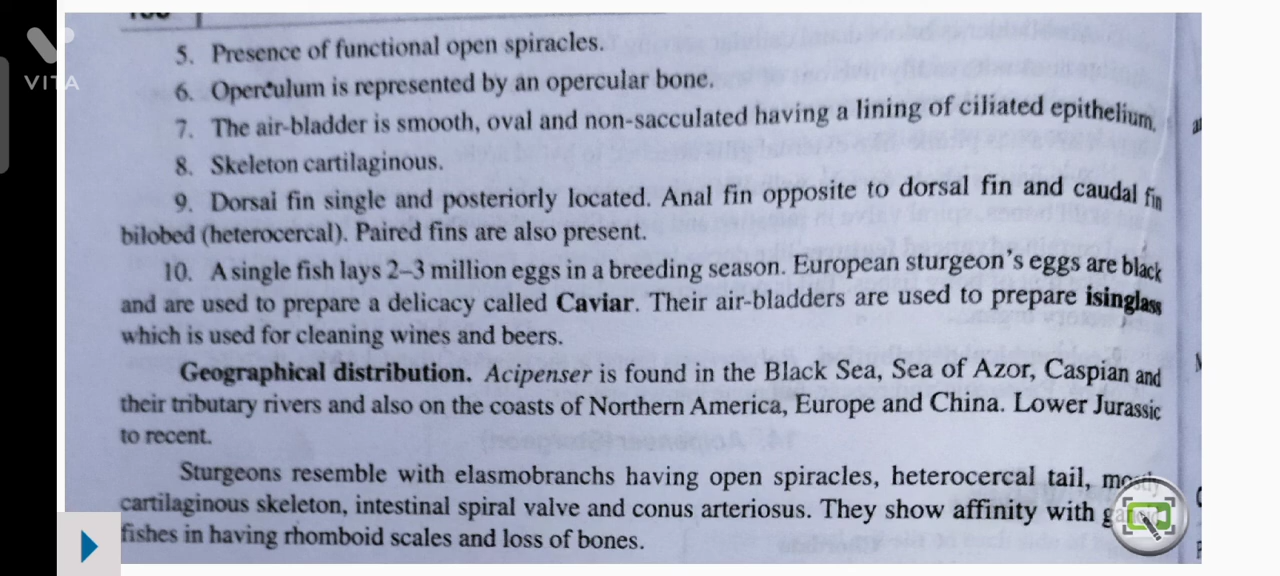 VITA
5. Presence of functional open spiracles.
6. Operculum is represented by an opercular bone.
7. The air-bladder is smooth, oval and non-sacculated having a lining of ciliated epithelium,
8. Skeleton cartilaginous.
9. Dorsai fin single and posteriorly located. Anal fin opposite to dorsal fin and caudal fin
bilobed (heterocercal). Paired fins are also present.
10. A single fish lays 2–3 million eggs in a breeding season. European sturgeon's eggs are black
and are used to prepare a delicacy called Caviar. Their air-bladders are used to prepare isinglass
which is used for cleaning wines and beers.
Geographical distribution. Acipenser is found in the Black Sea, Sea of Azor, Caspian and
their tributary rivers and also on the coasts of Northern America, Europe and China. Lower Jurassic
to recent.
Sturgeons resemble with elasmobranchs having open spiracles, heterocercal tail, mostly
cartilaginous skeleton, intestinal spiral valve and conus arteriosus. They show affinity with
fishes in having rhomboid scales and loss of bones.